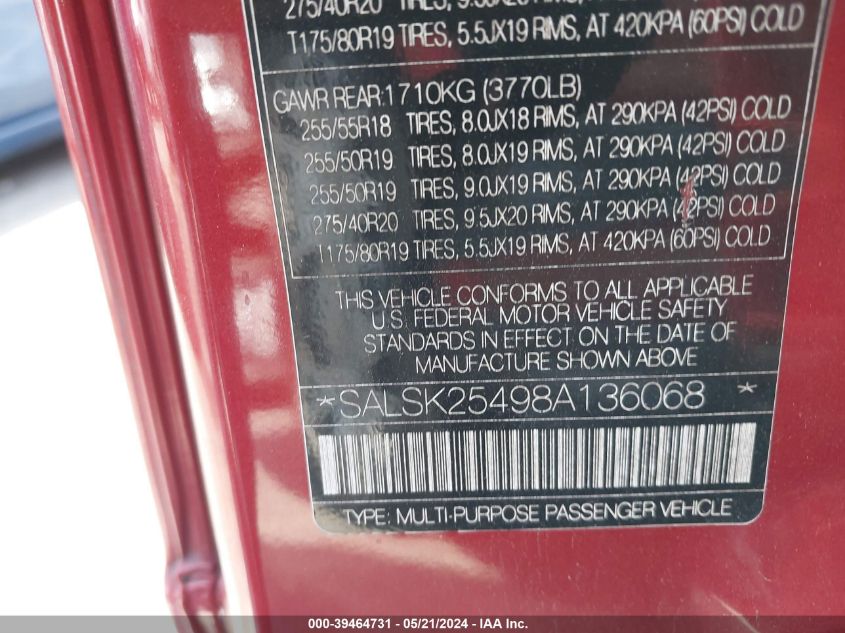 275/40R20 TIRES, 9.5JX20 RIMS,
T175/80R19 TIRES, 5.5JX19 RIMS, AT 420KPA (60PSI) COLD
GAWR REAR: 1710KG (3770LB)
255/55R18 TIRES, 8.0JX18 RIMS, AT 290KPA (42PSI) COLD
255/50R19 TIRES, 8.0JX19 RIMS, AT 290KPA (42PSI) COLD
255/50R19 TIRES, 9.0JX19 RIMS, AT 290KPA (42PSI) COLD
275/40R20 TIRES, 9.5JX20 RIMS, AT 290KPA (42PSI) COLD
T175/80R19 TIRES, 5.5JX19 RIMS, AT 420KPA (60PSI) COLD
THIS VEHICLE CONFORMS TO ALL APPLICABLE
U.S. FEDERAL MOTOR VEHICLE SAFETY
STANDARDS IN EFFECT ON THE DATE OF
MANUFACTURE SHOWN ABOVE
*SALSK25498A136068 *
TYPE: MULTI-PURPOSE PASSENGER VEHICLE
000-39464731 - 05/21/2024 - IAA Inc.